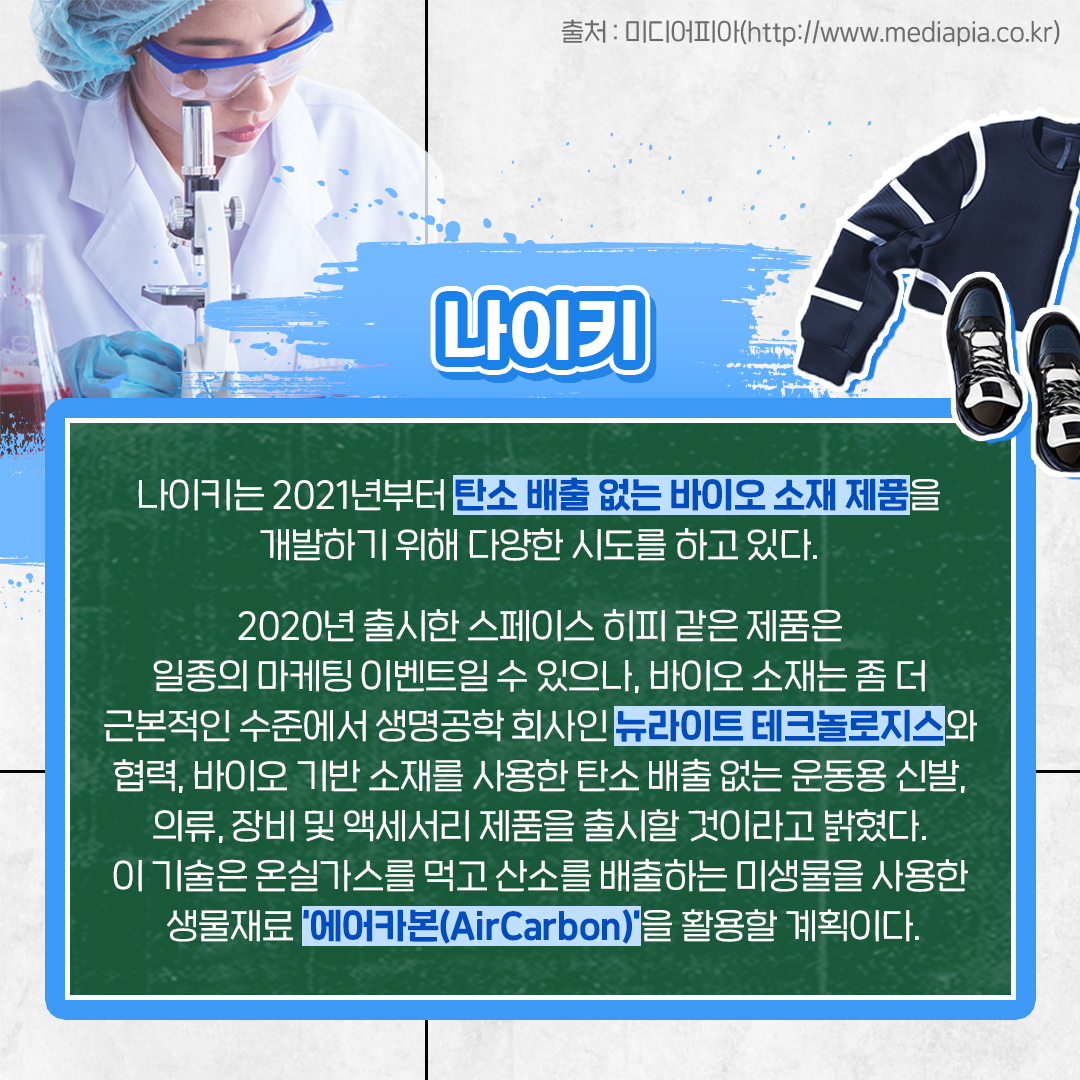 출처 : 미디어피아(http://www.mediapia.co.kr)
나이키
나이키는 2021년부터 탄소 배출 없는 바이오 소재 제품을
개발하기 위해 다양한 시도를 하고 있다.
2020년 출시한 스페이스 히피 같은 제품은
일종의 마케팅 이벤트일 수 있으나, 바이오 소재는 좀 더
근본적인 수준에서 생명공학 회사인 뉴라이트 테크놀로지스와
협력, 바이오 기반 소재를 사용한 탄소 배출 없는 운동용 신발,
의류, 장비 및 액세서리 제품을 출시할 것이라고 밝혔다.
이 기술은 온실가스를 먹고 산소를 배출하는 미생물을 사용한
생물재료 '에어카본(AirCarbon)'을 활용할 계획이다.